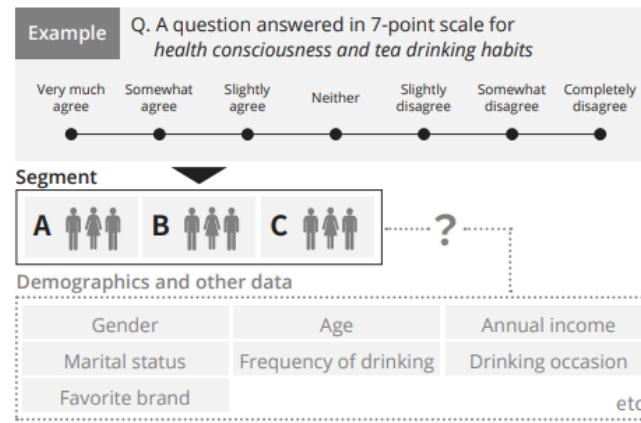 Example
Q. A question answered in 7-point scale for
health consciousness and tea drinking habits
Very much agree
Somewhat agree
Slightly agree
Neither
Slightly disagree
Somewhat disagree
Completely disagree
Segment
A B C ?
Demographics and other data
Gender Age Annual income
Marital status Frequency of drinking Drinking occasion
Favorite brand
etc